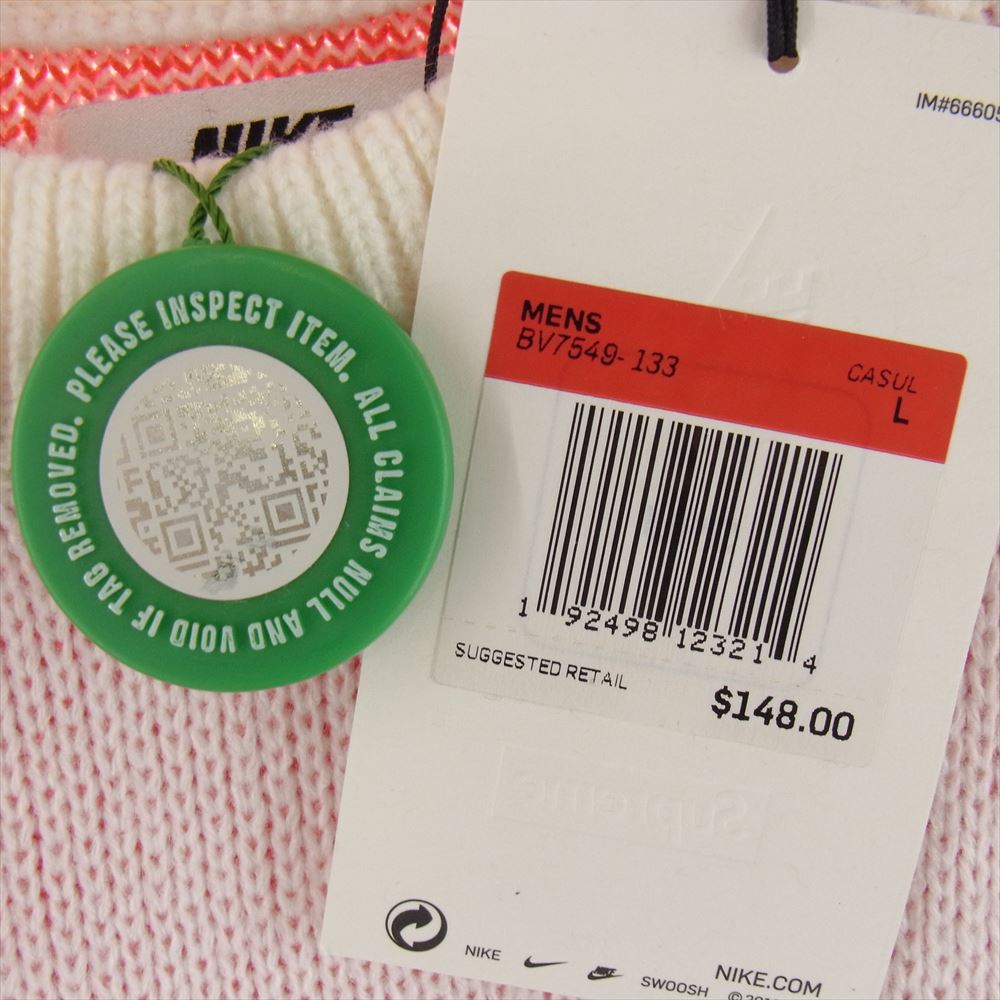 NIKE
PLEASE INSPECT ITEM. ALL CLAIMS NULL AND VOID IF TAG REMOVED.
IM#66605
MENS
BV7549-133
CASUL
L
1 92498 12321 4
SUGGESTED RETAIL
$148.00
Supreme
NIKE
SWOOSH
NIKE.COM